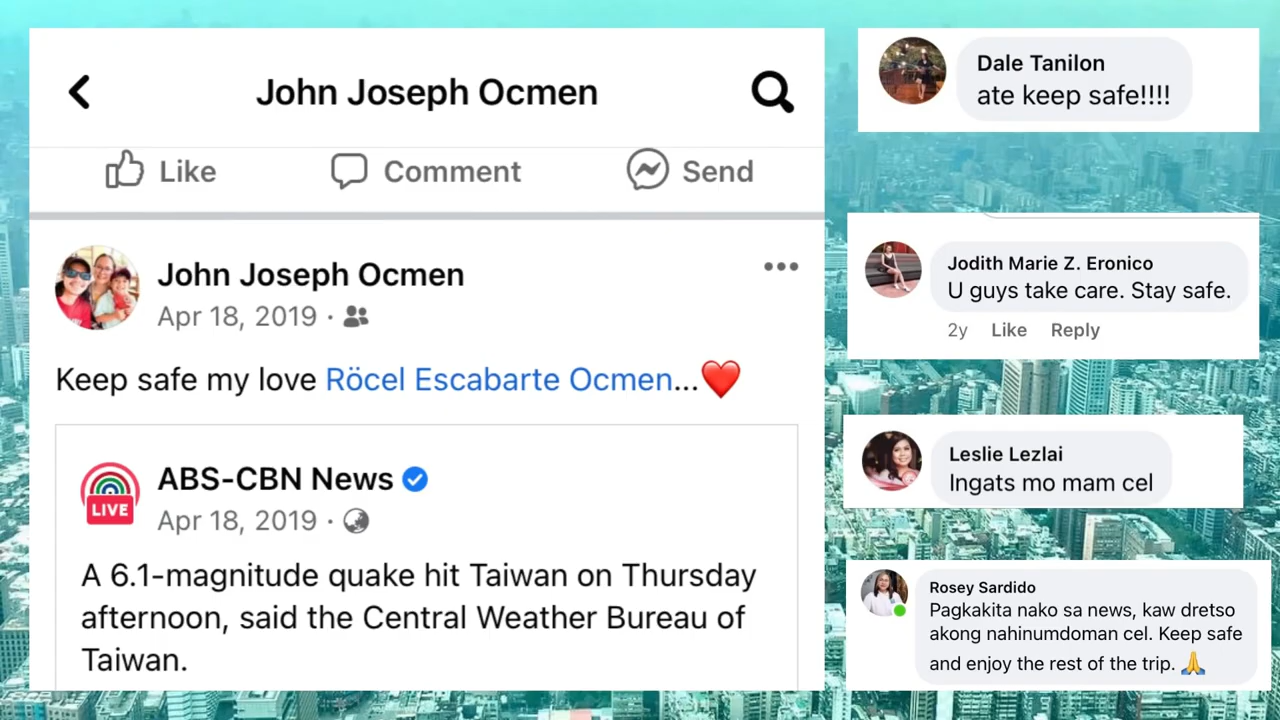 John Joseph Ocmen
Like
Comment
Send
John Joseph Ocmen
Apr 18, 2019 ·
Keep safe my love Röcel Escabarte Ocmen...❤️
LIVE
ABS-CBN News
Apr 18, 2019 ·
A 6.1-magnitude quake hit Taiwan on Thursday
afternoon, said the Central Weather Bureau of
Taiwan.
Dale Tanilon
ate keep safe!!!!
Jodith Marie Z. Eronico
U guys take care. Stay safe.
2y Like Reply
Leslie Lezlai
Ingats mo mam cel
Rosey Sardido
Pagkakita nako sa news, kaw dretso
akong nahinumdoman cel. Keep safe
and enjoy the rest of the trip. 🙏